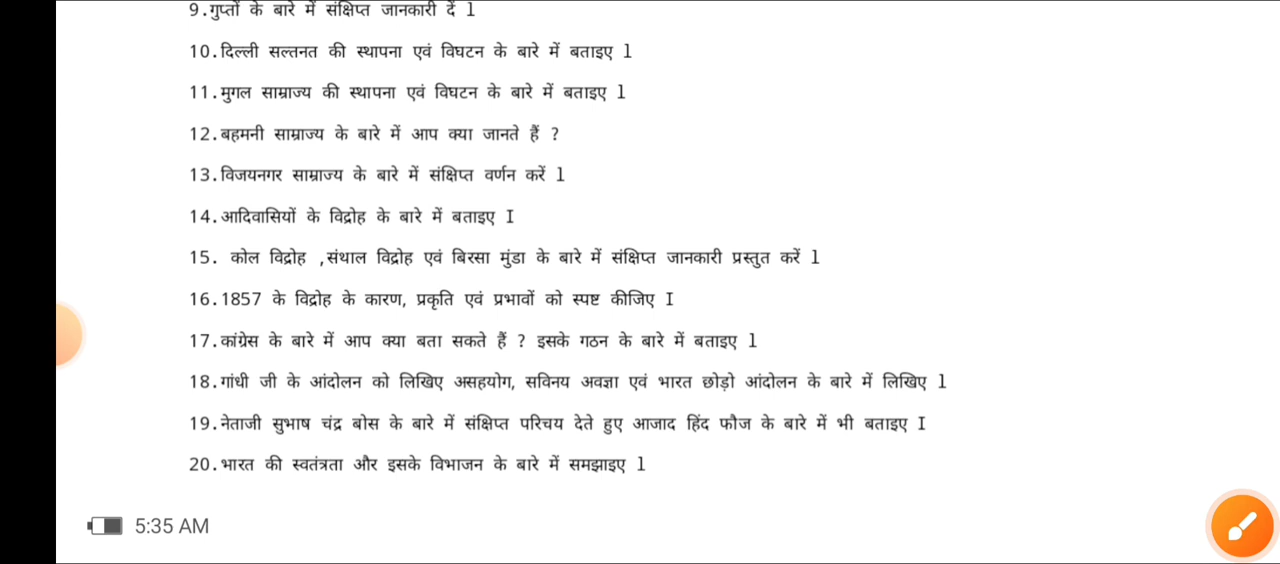 9.गुप्तों के बारे में संक्षिप्त जानकारी दें l
10.दिल्ली सल्तनत की स्थापना एवं विघटन के बारे में बताइए l
11.मुगल साम्राज्य की स्थापना एवं विघटन के बारे में बताइए l
12.बहमनी साम्राज्य के बारे में आप क्या जानते हैं ?
13.विजयनगर साम्राज्य के बारे में संक्षिप्त वर्णन करें l
14.आदिवासियों के विद्रोह के बारे में बताइए I
15. कोल विद्रोह ,संथाल विद्रोह एवं बिरसा मुंडा के बारे में संक्षिप्त जानकारी प्रस्तुत करें l
16.1857 के विद्रोह के कारण, प्रकृति एवं प्रभावों को स्पष्ट कीजिए I
17.कांग्रेस के बारे में आप क्या बता सकते हैं ? इसके गठन के बारे में बताइए l
18.गांधी जी के आंदोलन को लिखिए असहयोग, सविनय अवज्ञा एवं भारत छोड़ो आंदोलन के बारे में लिखिए l
19.नेताजी सुभाष चंद्र बोस के बारे में संक्षिप्त परिचय देते हुए आजाद हिंद फौज के बारे में भी बताइए I
20.भारत की स्वतंत्रता और इसके विभाजन के बारे में समझाइए l
5:35 AM